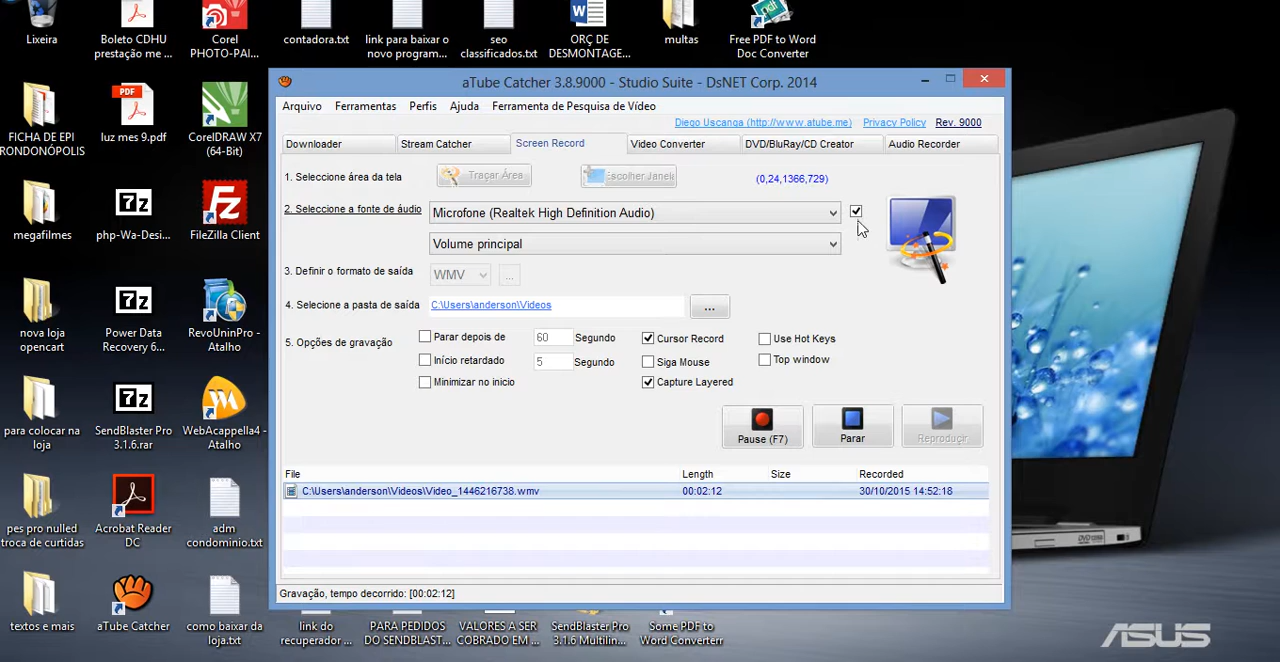 Lixeira
Boleto CDHU
prestação me ...
Corel
PHOTO-PAI...
contadora.txt
link para baixar o
novo program...
seo
classificados.txt
ORÇ DE
DESMONTAGE...
multas
Free PDF to Word
Doc Converter
aTube Catcher 3.8.9000 - Studio Suite - DsNET Corp. 2014
Arquivo Ferramentas Perfis Ajuda Ferramenta de Pesquisa de Vídeo
Diego Uscanga (http://www.atube.me) Privacy Policy Rev. 9000
Downloader Stream Catcher Screen Record Video Converter DVD/BluRay/CD Creator Audio Recorder
1. Seleccione área da tela Traçar Área Escolher Janela (0,24,1366,729)
2. Seleccione a fonte de áudio Microfone (Realtek High Definition Audio)
Volume principal
3. Definir o formato de saída WMV ...
4. Selecione a pasta de saída C:\Users\anderson\Videos ...
5. Opções de gravação
Parar depois de 60 Segundo Cursor Record Use Hot Keys
Início retardado 5 Segundo Siga Mouse Top window
Minimizar no inicio Capture Layered
Pause (F7) Parar Reproducir
File Length Size Recorded
C:\Users\anderson\Videos\Video_1446216738.wmv 00:02:12 30/10/2015 14:52:18
Gravação, tempo decorrido: [00:02:12]
FICHA DE EPI
RONDONÓPOLIS
PDF
luz mes 9.pdf
CorelDRAW X7
(64-Bit)
megafilmes
7z
php-Wa-Desi...
Fz
FileZilla Client
nova loja
opencart
7z
Power Data
Recovery 6...
RevoUninPro -
Atalho
para colocar na
loja
7z
SendBlaster Pro
3.1.6.rar
WebAcappella4 -
Atalho
pes pro nulled
troca de curtidas
Acrobat Reader
DC
adm
condominio.txt
textos e mais
aTube Catcher
como baixar da
loja.txt
link do
recuperador ...
PARA PEDIDOS
DO SENDBLAST...
VALORES A SER
COBRADO EM ...
SendBlaster Pro
3.1.6 Multilin...
Some PDF to
Word Converterr
ASUS